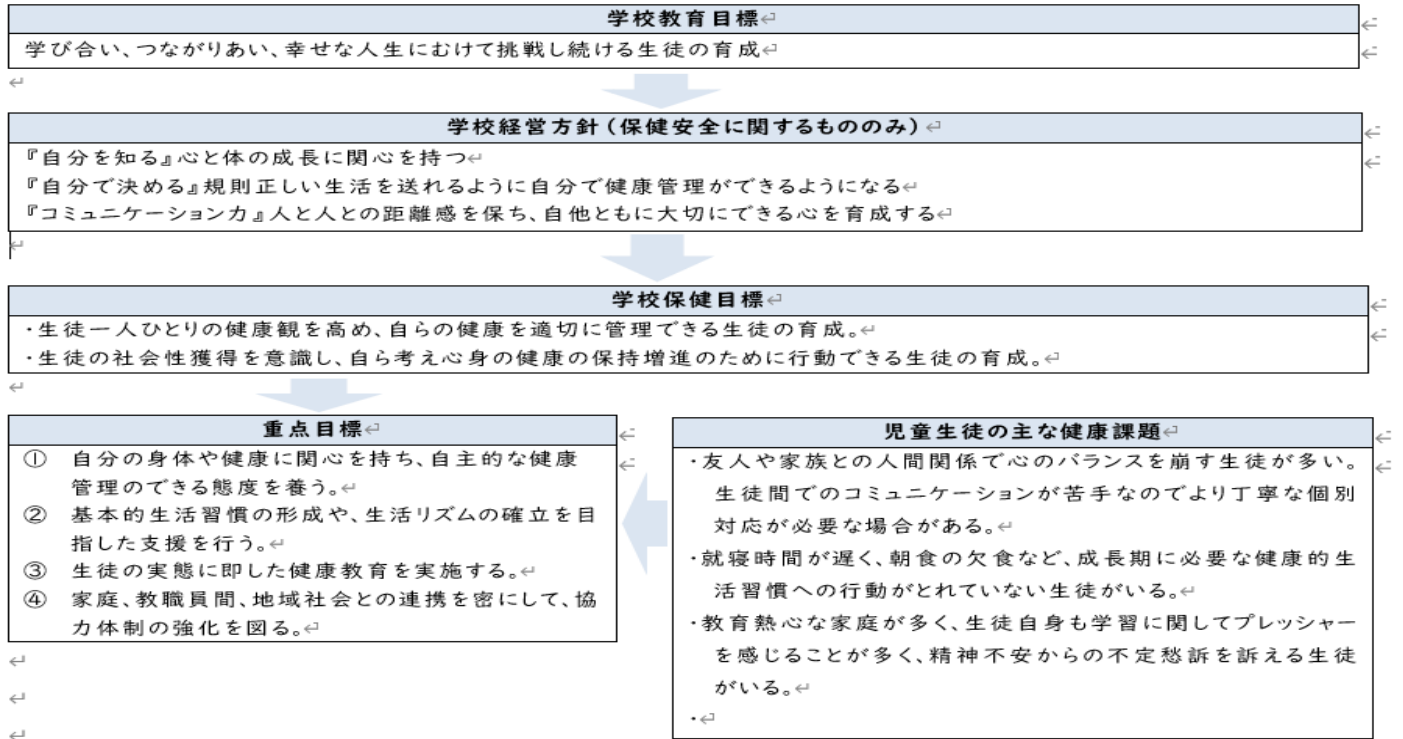 学校教育目標
学び合い、つながりあい、幸せな人生にむけて挑戦し続ける生徒の育成
学校経営方針（保健安全に関するもののみ）
『自分を知る』心と体の成長に関心を持つ
『自分で決める』規則正しい生活を送れるように自分で健康管理ができるようになる
『コミュニケーション力』人と人との距離感を保ち、自他ともに大切にできる心を育成する
学校保健目標
・生徒一人ひとりの健康観を高め、自らの健康を適切に管理できる生徒の育成。
・生徒の社会性獲得を意識し、自ら考え心身の健康の保持増進のために行動できる生徒の育成。
重点目標
① 自分の身体や健康に関心を持ち、自主的な健康
管理のできる態度を養う。
② 基本的生活習慣の形成や、生活リズムの確立を目
指した支援を行う。
③ 生徒の実態に即した健康教育を実施する。
④ 家庭、教職員間、地域社会との連携を密にして、協
力体制の強化を図る。
児童生徒の主な健康課題
・友人や家族との人間関係で心のバランスを崩す生徒が多い。
生徒間でのコミュニケーションが苦手なのでより丁寧な個別
対応が必要な場合がある。
・就寝時間が遅く、朝食の欠食など、成長期に必要な健康的生
活習慣への行動がとれていない生徒がいる。
・教育熱心な家庭が多く、生徒自身も学習に関してプレッシャー
を感じることが多く、精神不安からの不定愁訴を訴える生徒
がいる。
・